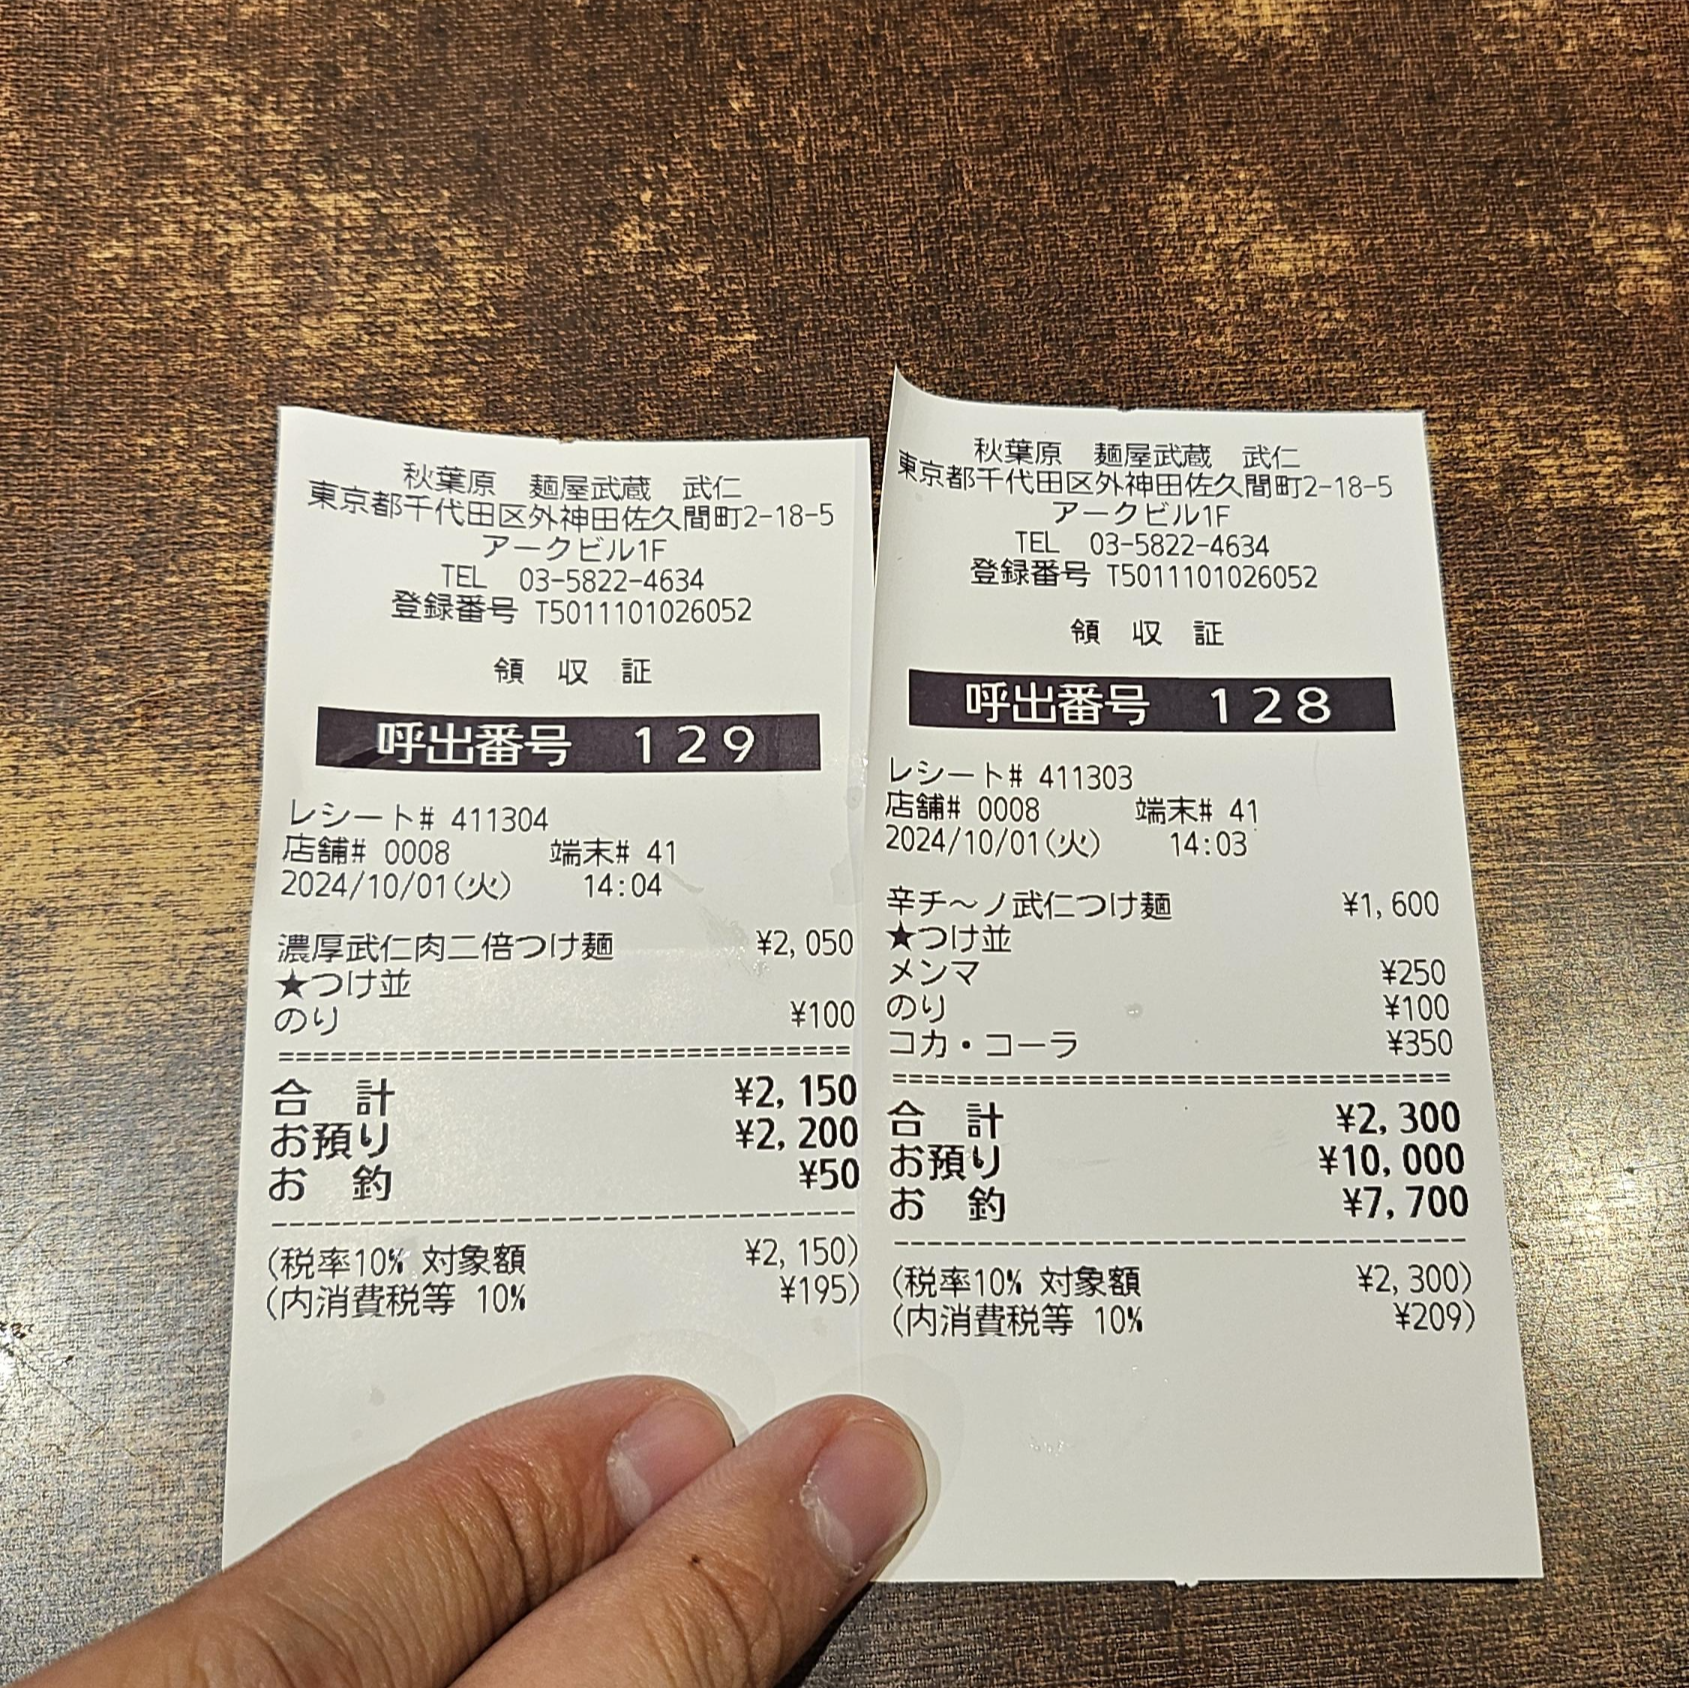 秋葉原　麺屋武蔵　武仁
東京都千代田区外神田佐久間町2-18-5
アークビル1F
TEL　03-5822-4634
登録番号 T5011101026052
領　収　証
呼出番号　129
レシート# 411304
店舗# 0008　端末# 41
2024/10/01(火)　14:04
濃厚武仁肉二倍つけ麺　¥2,050
★つけ並
のり　¥100
================================
合　計　¥2,150
お預り　¥2,200
お　釣　¥50
--------------------------------
(税率10% 対象額　¥2,150)
(内消費税等 10%　¥195)
秋葉原　麺屋武蔵　武仁
東京都千代田区外神田佐久間町2-18-5
アークビル1F
TEL　03-5822-4634
登録番号 T5011101026052
領　収　証
呼出番号　128
レシート# 411303
店舗# 0008　端末# 41
2024/10/01(火)　14:03
辛チ～ノ武仁つけ麺　¥1,600
★つけ並
メンマ　¥250
のり　¥100
コカ・コーラ　¥350
================================
合　計　¥2,300
お預り　¥10,000
お　釣　¥7,700
--------------------------------
(税率10% 対象額　¥2,300)
(内消費税等 10%　¥209)